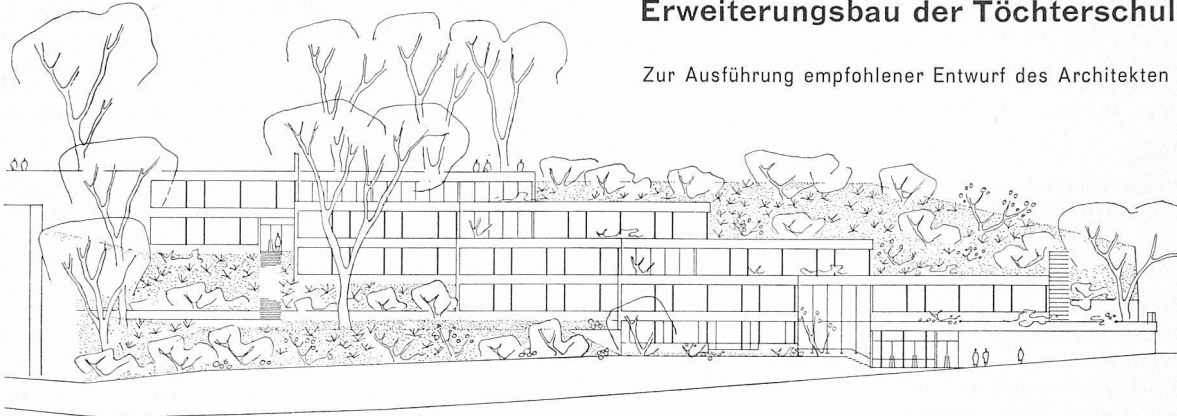 Erweiterungsbau der Töchterschul
Zur Ausführung empfohlener Entwurf des Architekten